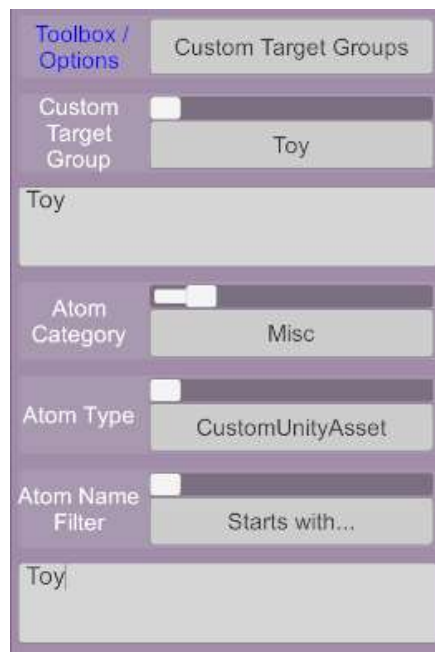 Toolbox /
Options
Custom Target Groups
Custom
Target
Group
Toy
Toy
Atom
Category
Misc
Atom Type
CustomUnityAsset
Atom Name
Filter
Starts with...
Toy